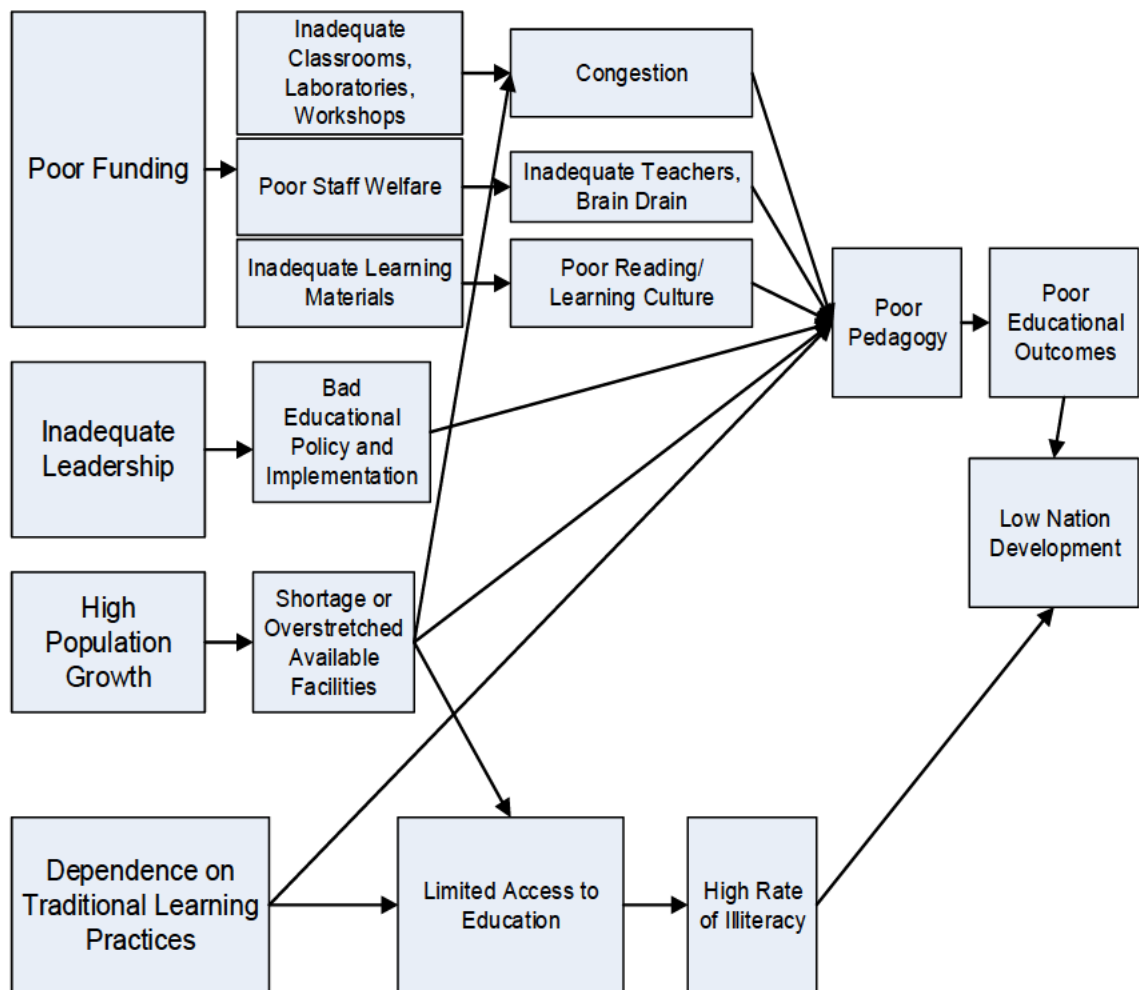 Poor Funding
Inadequate
Classrooms,
Laboratories,
Workshops
Congestion
Poor Staff Welfare
Inadequate Teachers,
Brain Drain
Inadequate Learning
Materials
Poor Reading/
Learning Culture
Poor
Pedagogy
Poor
Educational
Outcomes
Inadequate
Leadership
Bad
Educational
Policy and
Implementation
Low Nation
Development
High
Population
Growth
Shortage or
Overstretched
Available
Facilities
Dependence on
Traditional Learning
Practices
Limited Access to
Education
High Rate
of Illiteracy